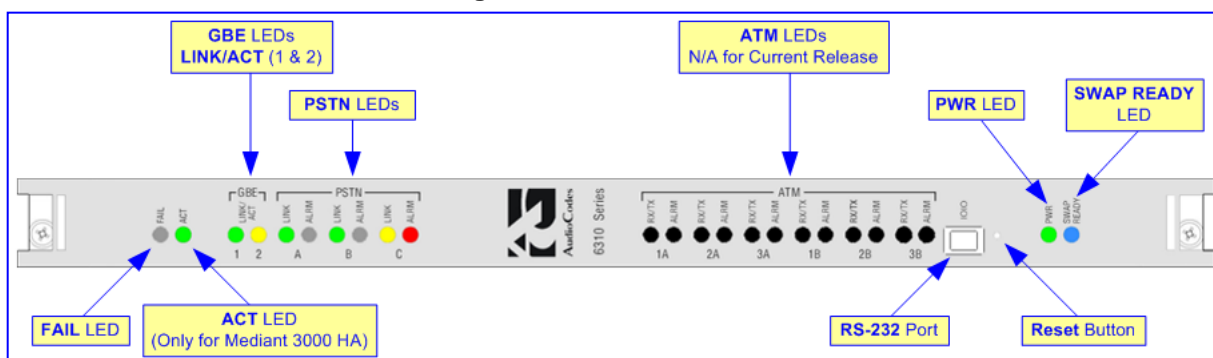 GBE LEDs
LINK/ACT (1 & 2)
ATM LEDs
N/A for Current Release
PSTN LEDs
PWR LED
SWAP READY
LED
GBE
PSTN
ATM
FAIL
ACT
LINK/
ACT
LINK
ALRM
LINK
ALRM
LINK
ALRM
AudioCodes
6310 Series
RX/TX
ALRM
RX/TX
ALRM
RX/TX
ALRM
RX/TX
ALRM
RX/TX
ALRM
RX/TX
ALRM
IOIO
PWR
SWAP
READY
1 2 A B C
1A 2A 3A 1B 2B 3B
FAIL LED
ACT LED
(Only for Mediant 3000 HA)
RS-232 Port
Reset Button